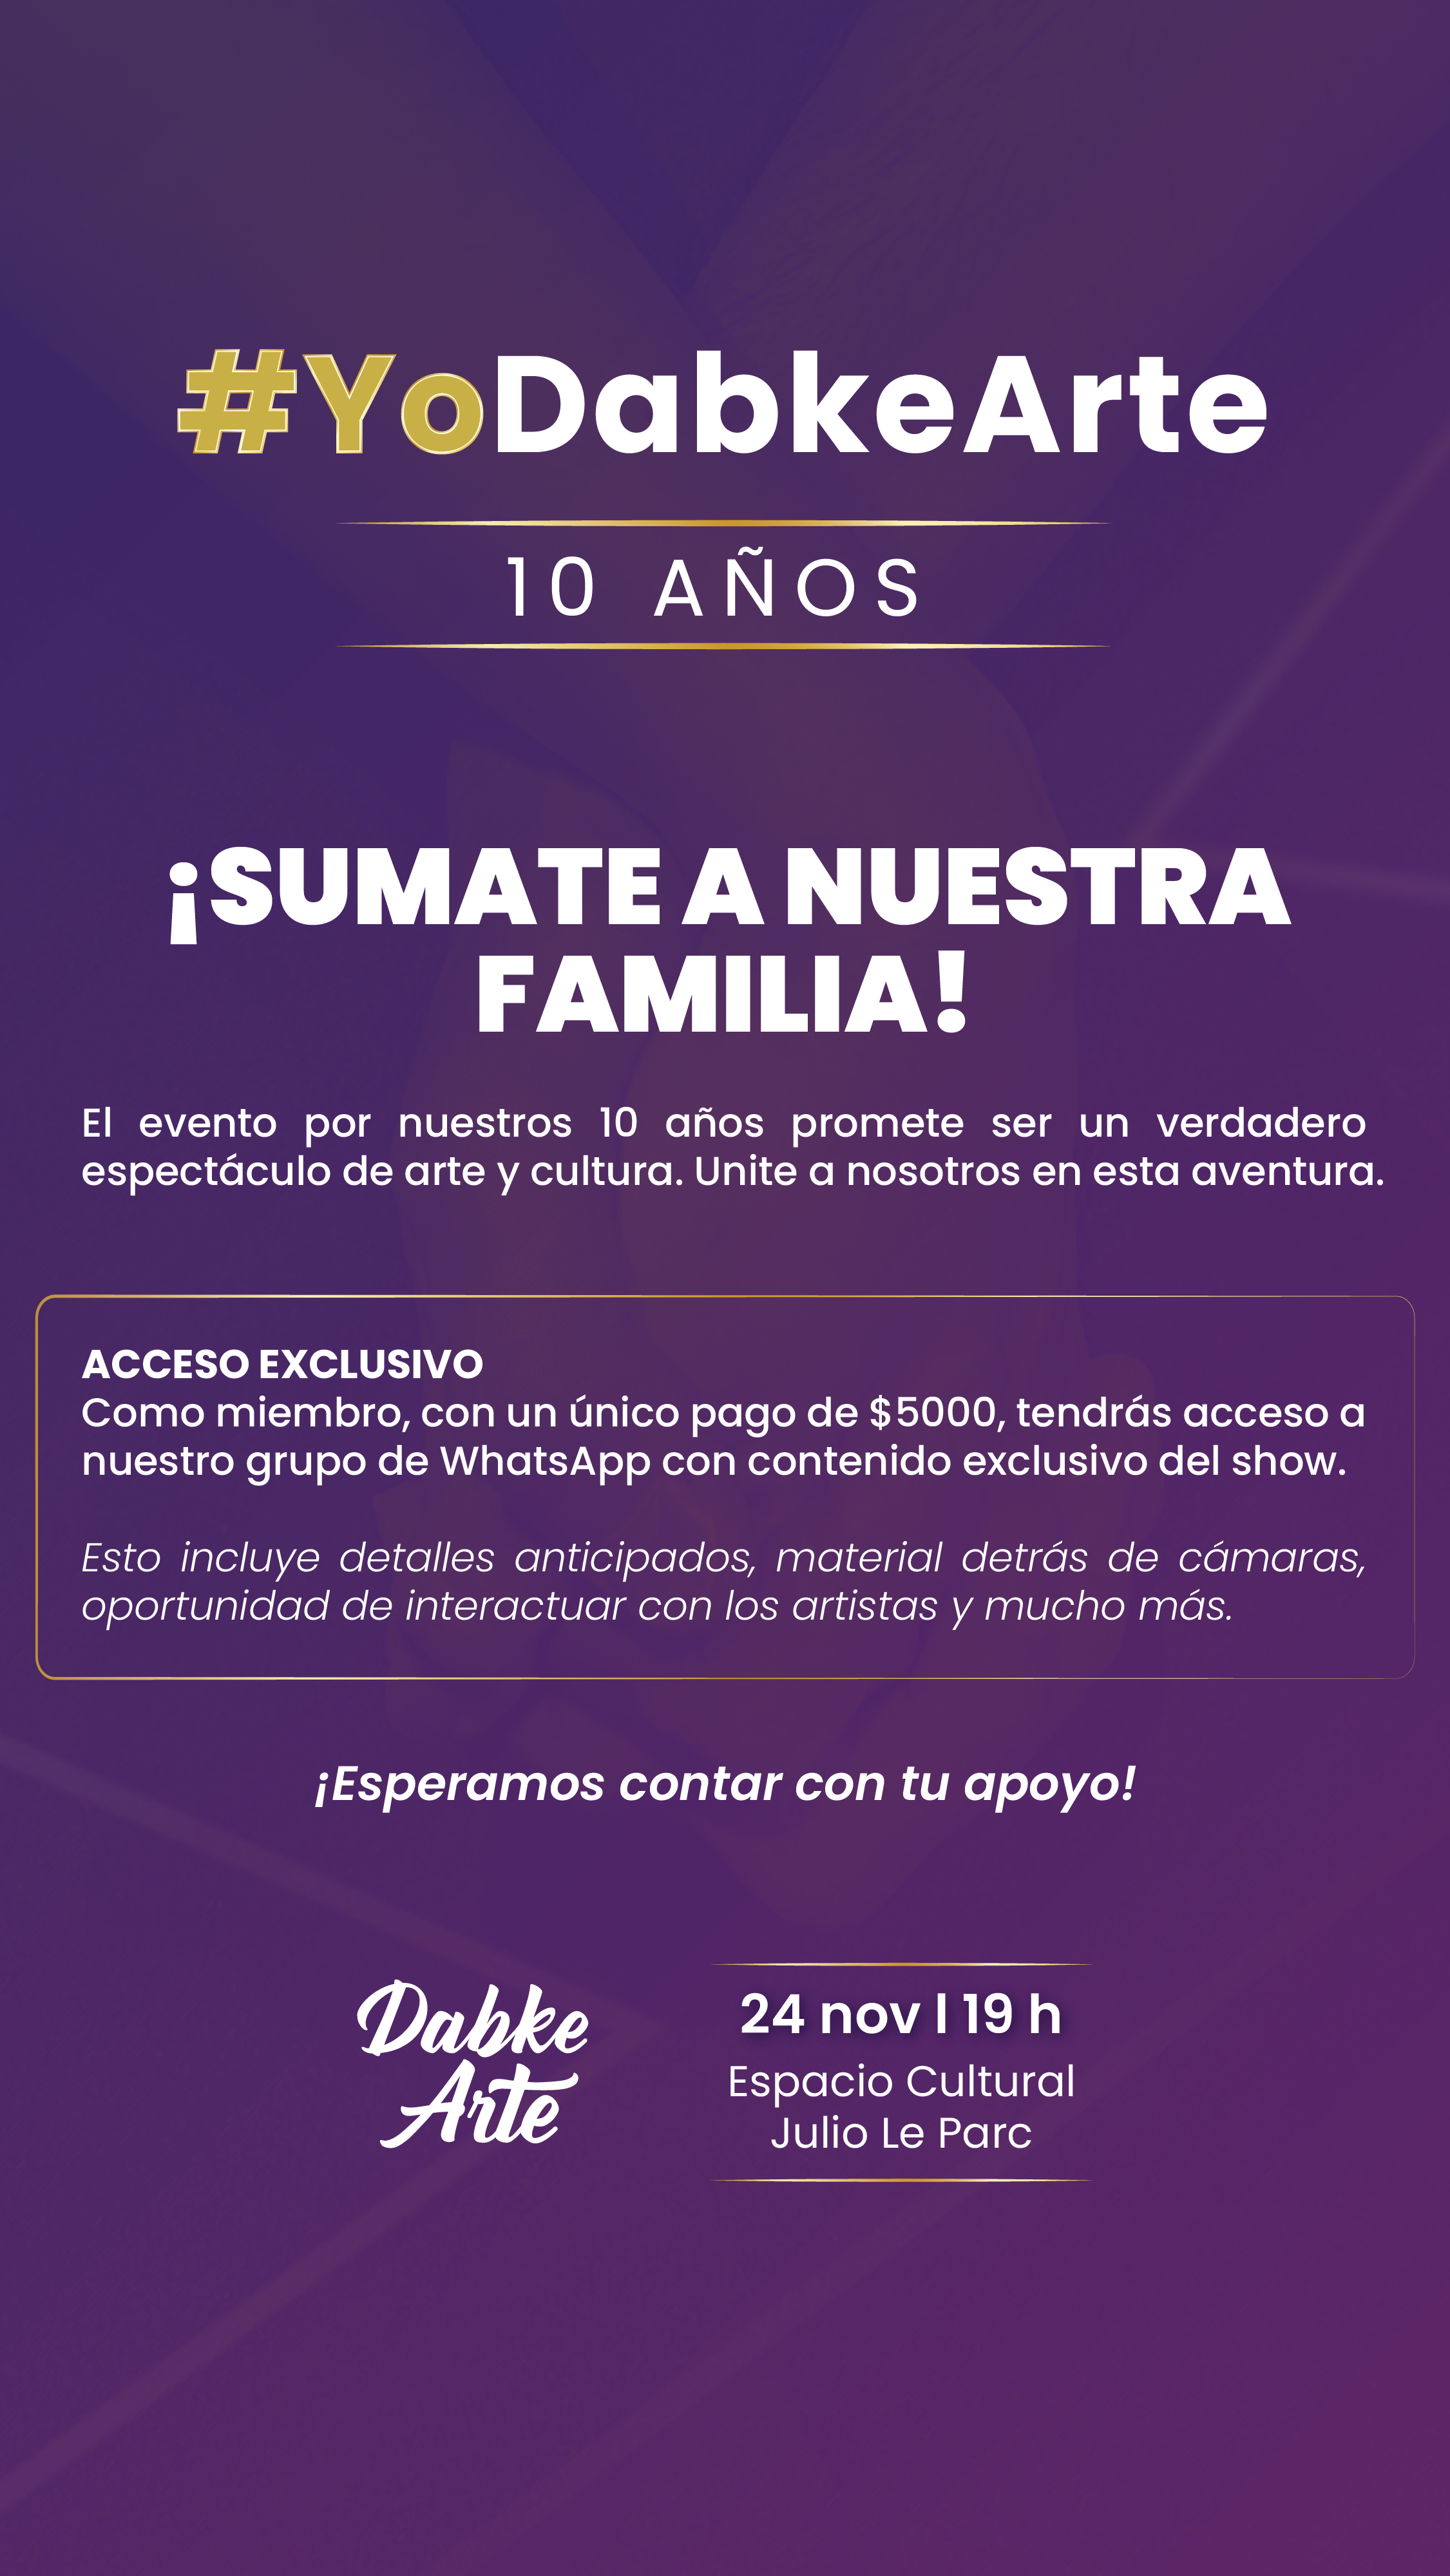 #YoDabkeArte
10 AÑOS
¡SUMATE A NUESTRA
FAMILIA!
El evento por nuestros 10 años promete ser un verdadero
espectáculo de arte y cultura. Unite a nosotros en esta aventura.
ACCESO EXCLUSIVO
Como miembro, con un único pago de $5000, tendrás acceso a
nuestro grupo de WhatsApp con contenido exclusivo del show.
Esto incluye detalles anticipados, material detrás de cámaras,
oportunidad de interactuar con los artistas y mucho más.
¡Esperamos contar con tu apoyo!
Dabke
Arte
24 nov l 19 h
Espacio Cultural
Julio Le Parc